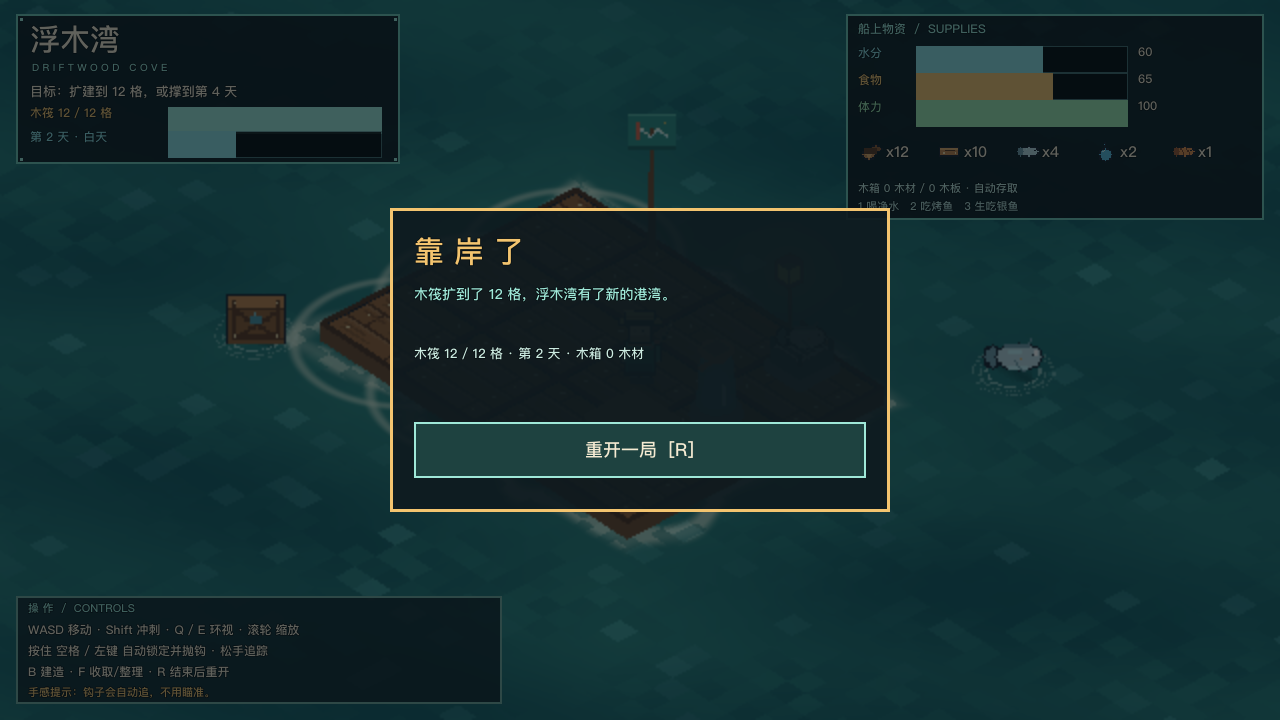 浮木湾
DRIFTWOOD COVE
目标：扩建到 12 格，或撑到第 4 天
木筏 12 / 12 格
第 2 天 · 白天
船上物资 / SUPPLIES
水分 60
食物 65
体力 100
x12 x10 x4 x2 x1
木箱 0 木材 / 0 木板 · 自动存取
1 喝净水 2 吃烤鱼 3 生吃银鱼
靠岸了
木筏扩到了 12 格，浮木湾有了新的港湾。
木筏 12 / 12 格 · 第 2 天 · 木箱 0 木材
重开一局 [R]
操作 / CONTROLS
WASD 移动 · Shift 冲刺 · Q / E 环视 · 滚轮 缩放
按住 空格 / 左键 自动锁定并抛钩 · 松手追踪
B 建造 · F 收取/整理 · R 结束后重开
手感提示：钩子会自动追，不用瞄准。